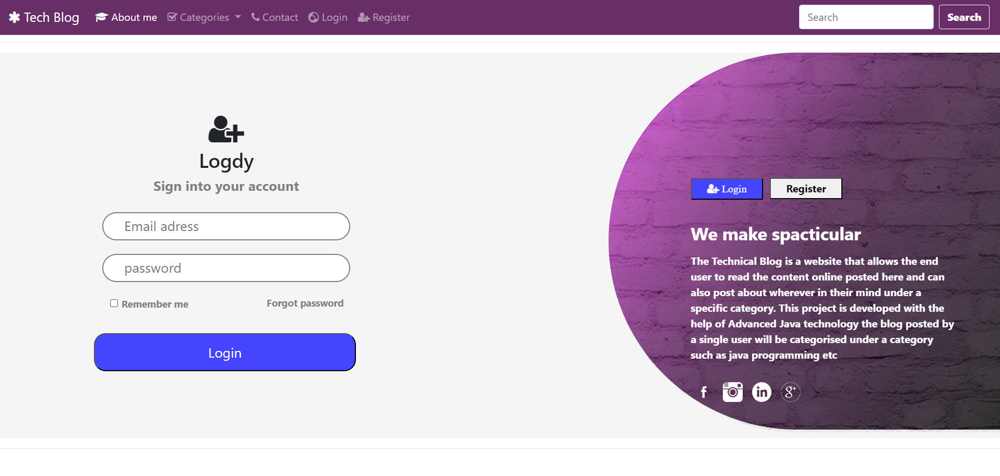 Tech Blog About me Categories Contact Login Register Search Search
Logdy
Sign into your account
Email adress
password
Remember me Forgot password
Login
Login Register
We make spacticular
The Technical Blog is a website that allows the end
user to read the content online posted here and can
also post about wherever in their mind under a
specific category. This project is developed with the
help of Advanced Java technology the blog posted by
a single user will be categorised under a category
such as java programming etc
f in g+